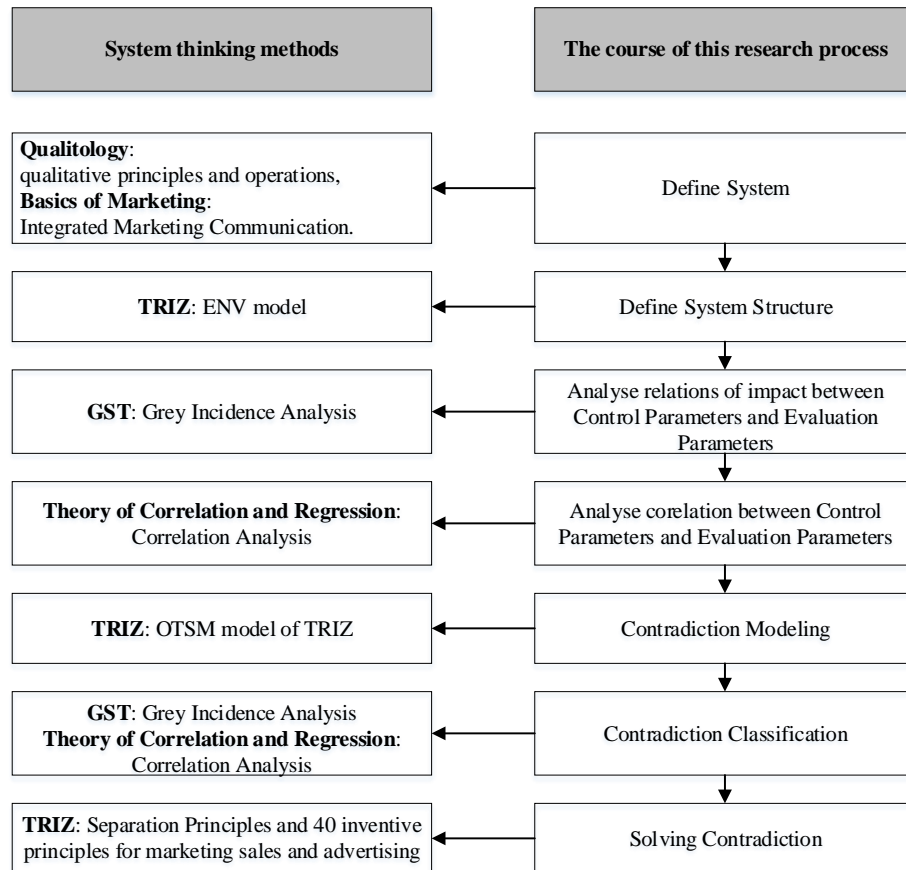 System thinking methods
The course of this research process
Qualitology:
qualitative principles and operations,
Basics of Marketing:
Integrated Marketing Communication.
Define System
TRIZ: ENV model
Define System Structure
GST: Grey Incidence Analysis
Analyse relations of impact between
Control Parameters and Evaluation
Parameters
Theory of Correlation and Regression:
Correlation Analysis
Analyse corelation between Control
Parameters and Evaluation Parameters
TRIZ: OTSM model of TRIZ
Contradiction Modeling
GST: Grey Incidence Analysis
Theory of Correlation and Regression:
Correlation Analysis
Contradiction Classification
TRIZ: Separation Principles and 40 inventive
principles for marketing sales and advertising
Solving Contradiction